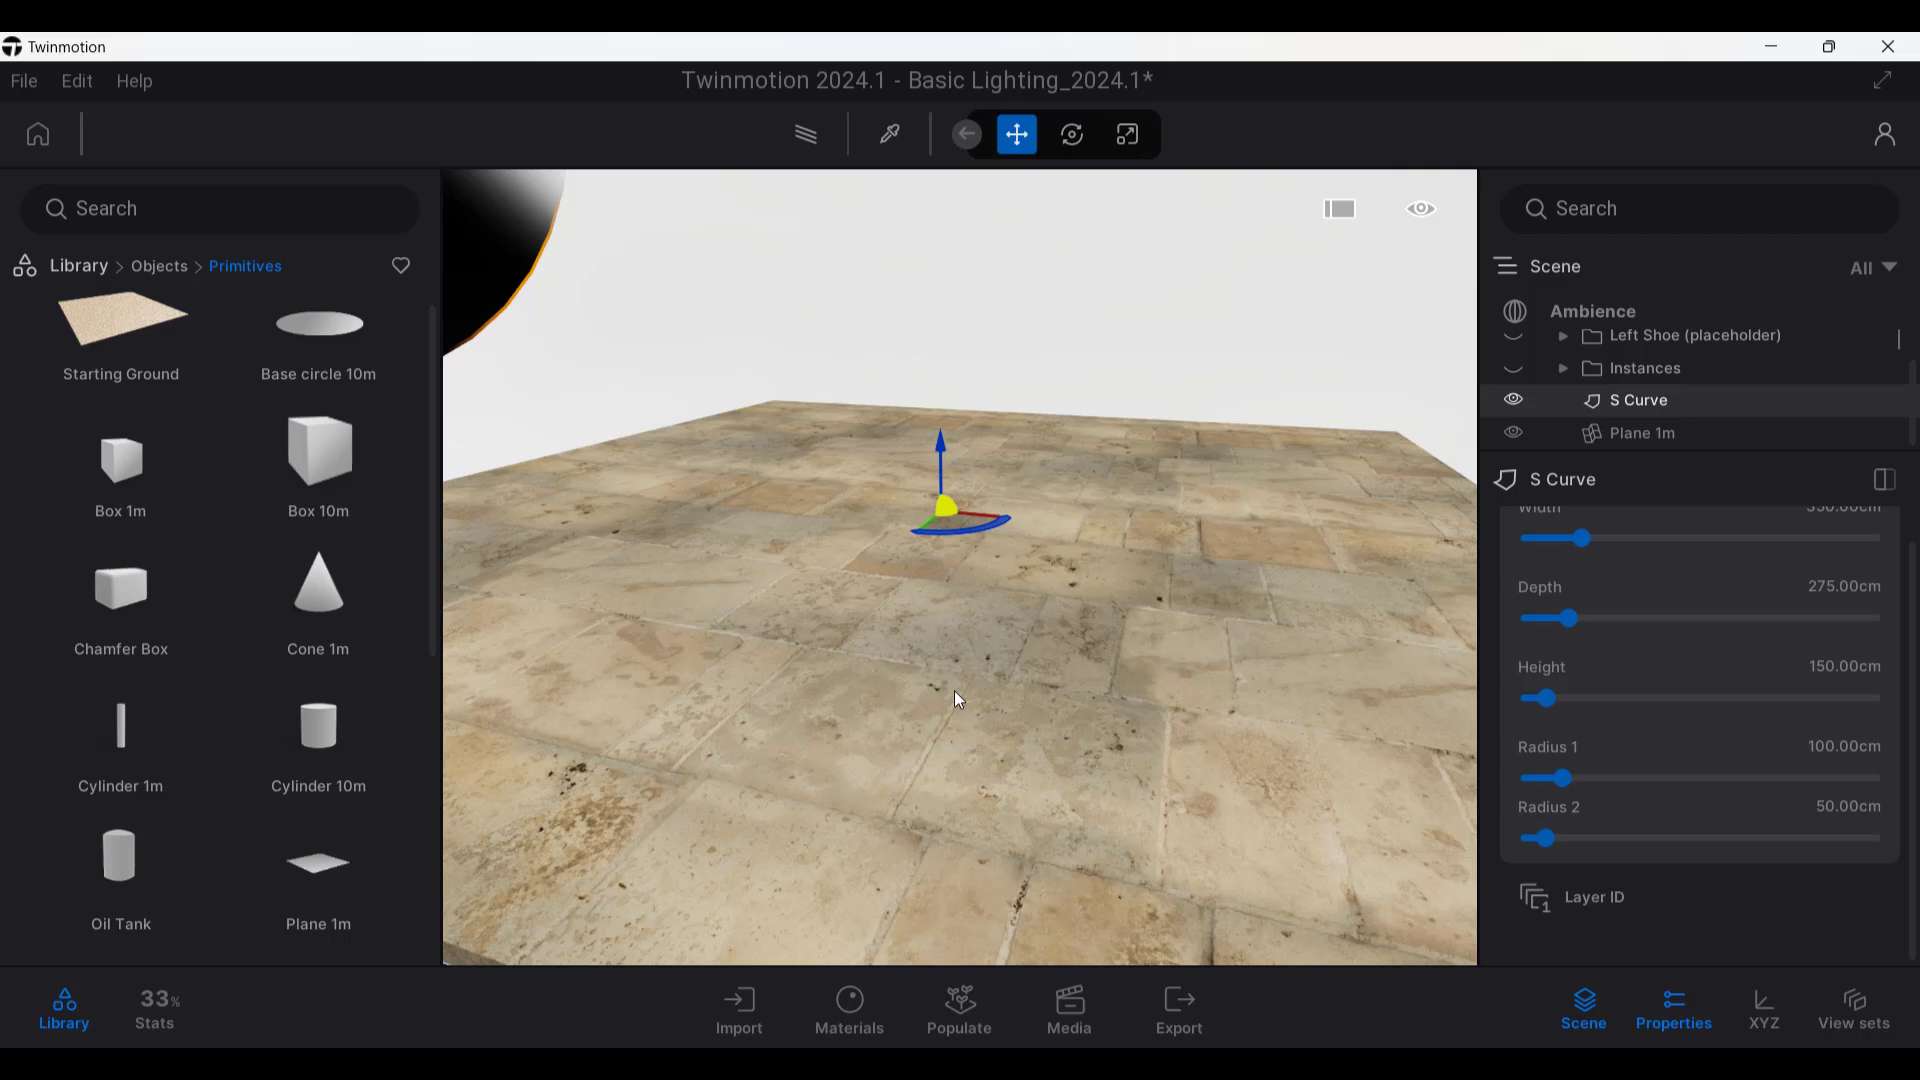 Twinmotion
File Edit Help
Twinmotion 2024.1 - Basic Lighting_2024.1*
Search
Library > Objects > Primitives
Starting Ground
Base circle 10m
Box 1m
Box 10m
Chamfer Box
Cone 1m
Cylinder 1m
Cylinder 10m
Oil Tank
Plane 1m
Search
Scene
All
Ambience
Left Shoe (placeholder)
Instances
S Curve
Plane 1m
S Curve
Width 350.00cm
Depth 275.00cm
Height 150.00cm
Radius 1 100.00cm
Radius 2 50.00cm
1 Layer ID
Library
33%
Stats
Import
Materials
Populate
Media
Export
Scene
Properties
XYZ
View sets